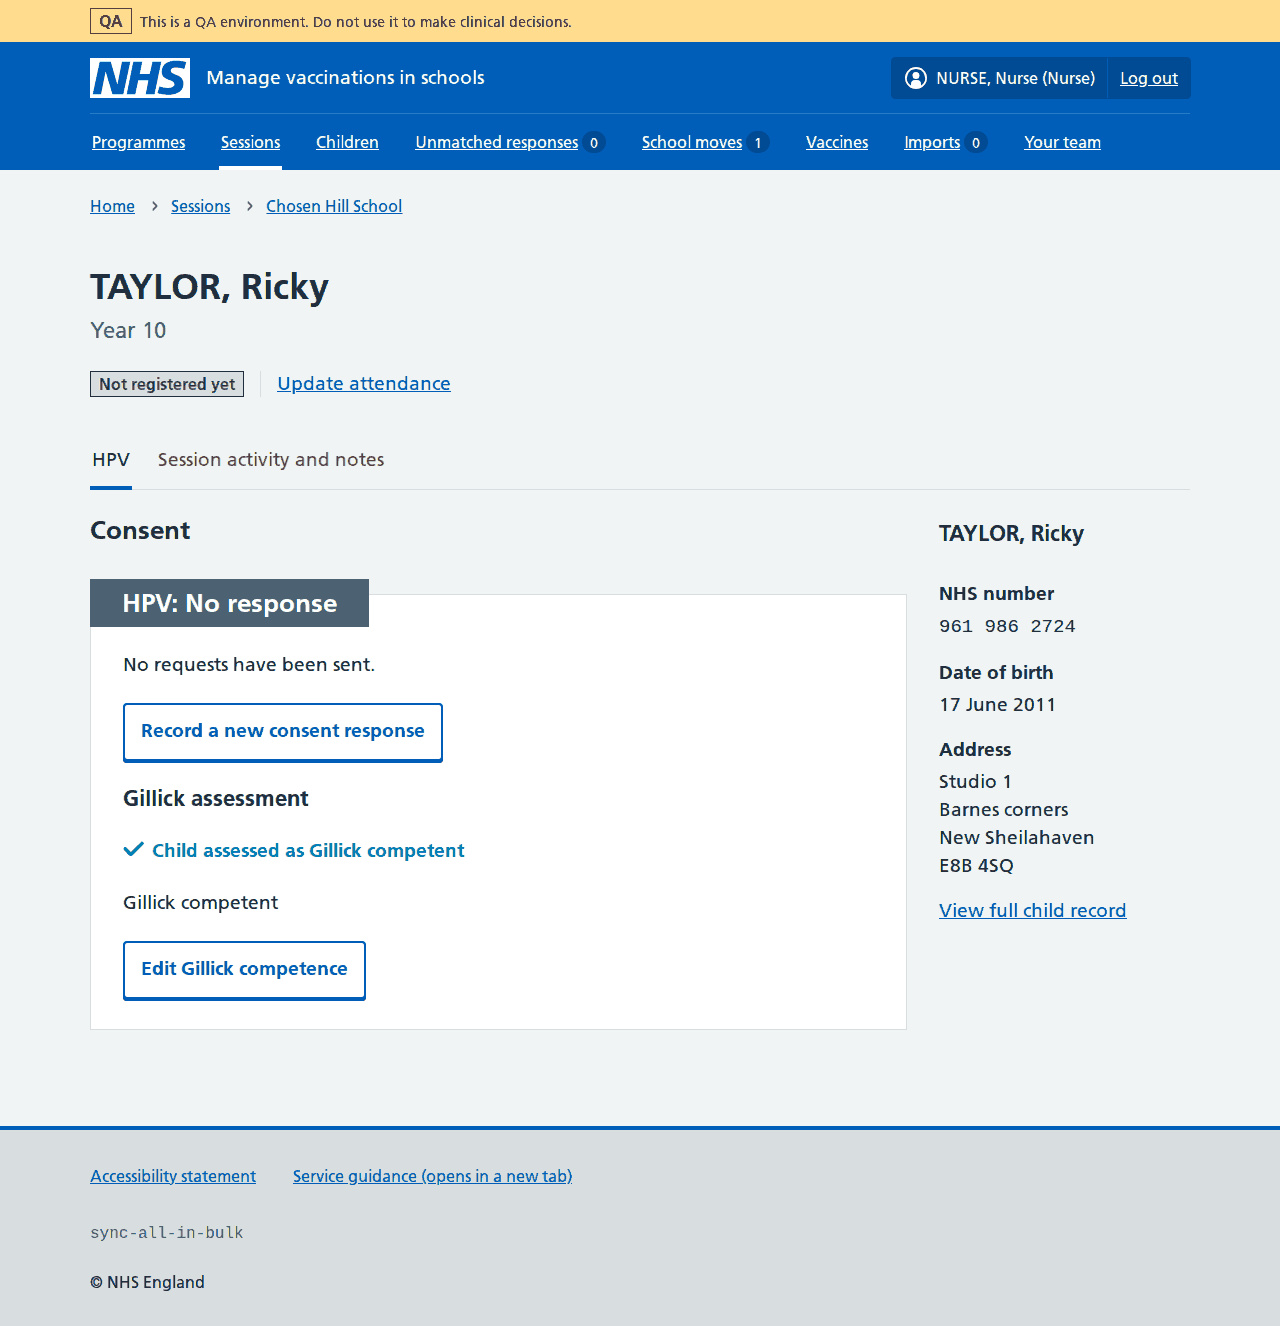 QA This is a QA environment. Do not use it to make clinical decisions.
NHS Manage vaccinations in schools NURSE, Nurse (Nurse) Log out
Programmes Sessions Children Unmatched responses 0 School moves 1 Vaccines Imports 0 Your team
Home Sessions Chosen Hill School
TAYLOR, Ricky
Year 10
Not registered yet Update attendance
HPV Session activity and notes
Consent
HPV: No response
No requests have been sent.
Record a new consent response
Gillick assessment
Child assessed as Gillick competent
Gillick competent
Edit Gillick competence
TAYLOR, Ricky
NHS number
961 986 2724
Date of birth
17 June 2011
Address
Studio 1
Barnes corners
New Sheilahaven
E8B 4SQ
View full child record
Accessibility statement Service guidance (opens in a new tab)
sync-all-in-bulk
© NHS England